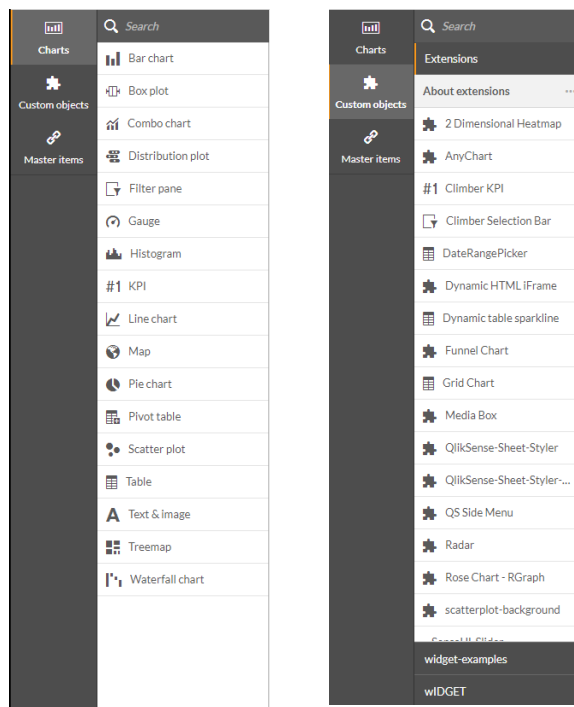 Charts
Custom objects
Master items
Search
Bar chart
Box plot
Combo chart
Distribution plot
Filter pane
Gauge
Histogram
#1 KPI
Line chart
Map
Pie chart
Pivot table
Scatter plot
Table
A Text & image
Treemap
Waterfall chart
Charts
Custom objects
Master items
Search
Extensions
About extensions ...
2 Dimensional Heatmap
AnyChart
#1 Climber KPI
Climber Selection Bar
DateRangePicker
Dynamic HTML iFrame
Dynamic table sparkline
Funnel Chart
Grid Chart
Media Box
QlikSense-Sheet-Styler
QlikSense-Sheet-Styler-...
QS Side Menu
Radar
Rose Chart - RGraph
scatterplot-background
widget-examples
wIDGET